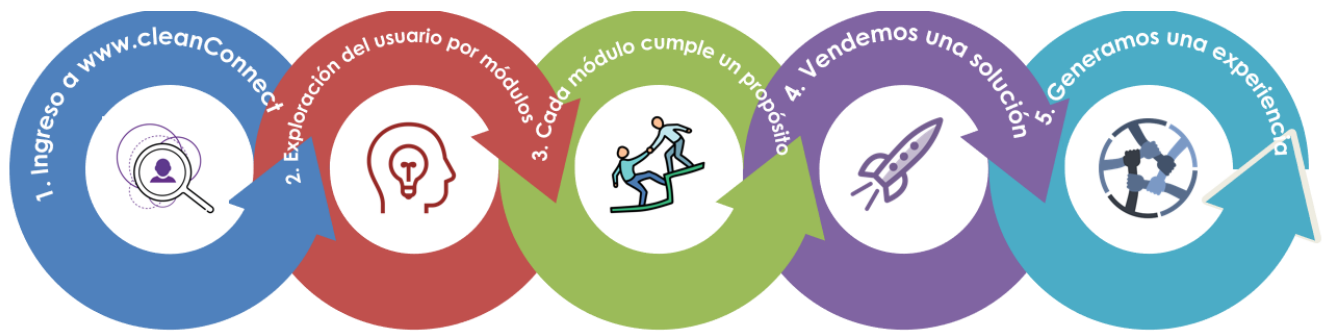 1. Ingreso a www.cleanConnect
2. Exploración del usuario por módulos
3. Cada módulo cumple un propósito
4. Vendemos una solución
5. Generamos una experiencia